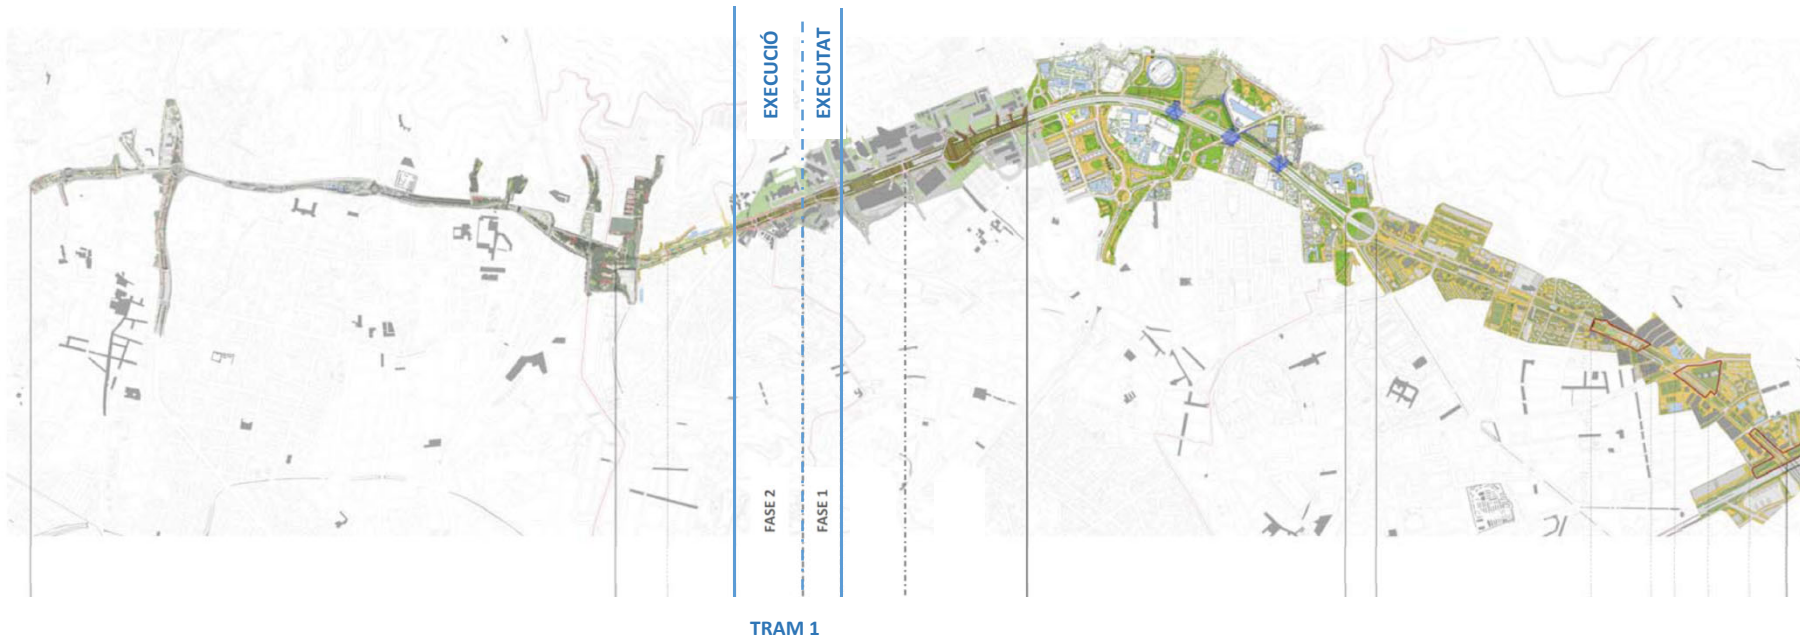 EXECUCIÓ
EXECUTAT
FASE 2
FASE 1
TRAM 1